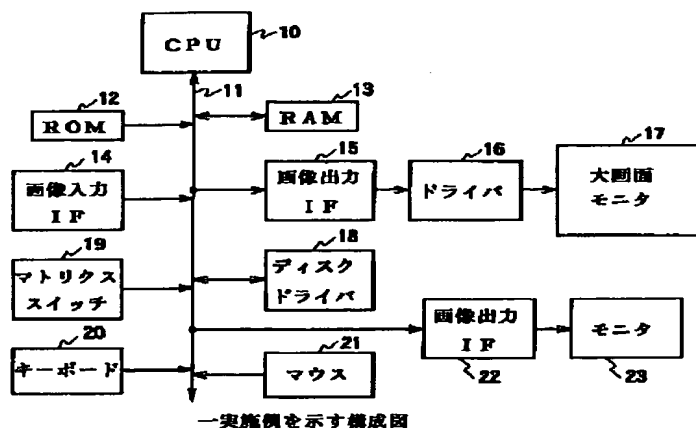 10
CPU
11
12
ROM
13
RAM
14
画像入力
IF
15
画像出力
IF
16
ドライバ
17
大画面
モニタ
19
マトリクス
スイッチ
18
ディスク
ドライバ
20
キーボード
21
マウス
画像出力
IF
22
モニタ
23
一実施例を示す構成図